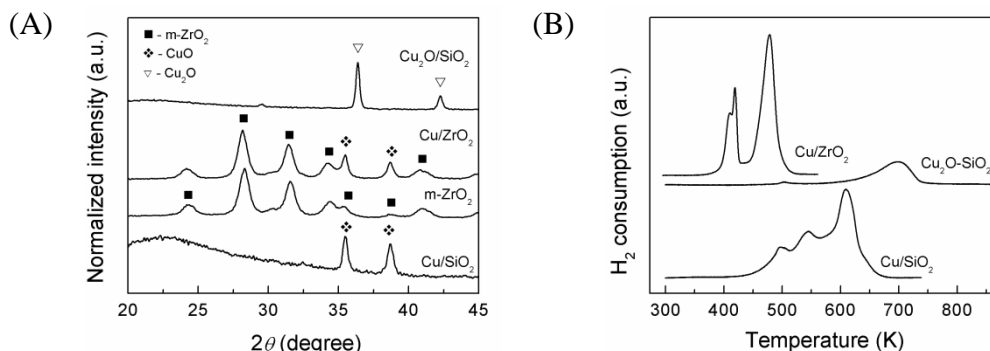 (A)
Normalized intensity (a.u.)
■ - m-ZrO₂
❖ - CuO
▽ - Cu₂O
Cu₂O/SiO₂
Cu/ZrO₂
m-ZrO₂
Cu/SiO₂
20 25 30 35 40 45
2θ (degree)
(B)
H₂ consumption (a.u.)
Cu/ZrO₂
Cu₂O-SiO₂
Cu/SiO₂
300 400 500 600 700 800
Temperature (K)